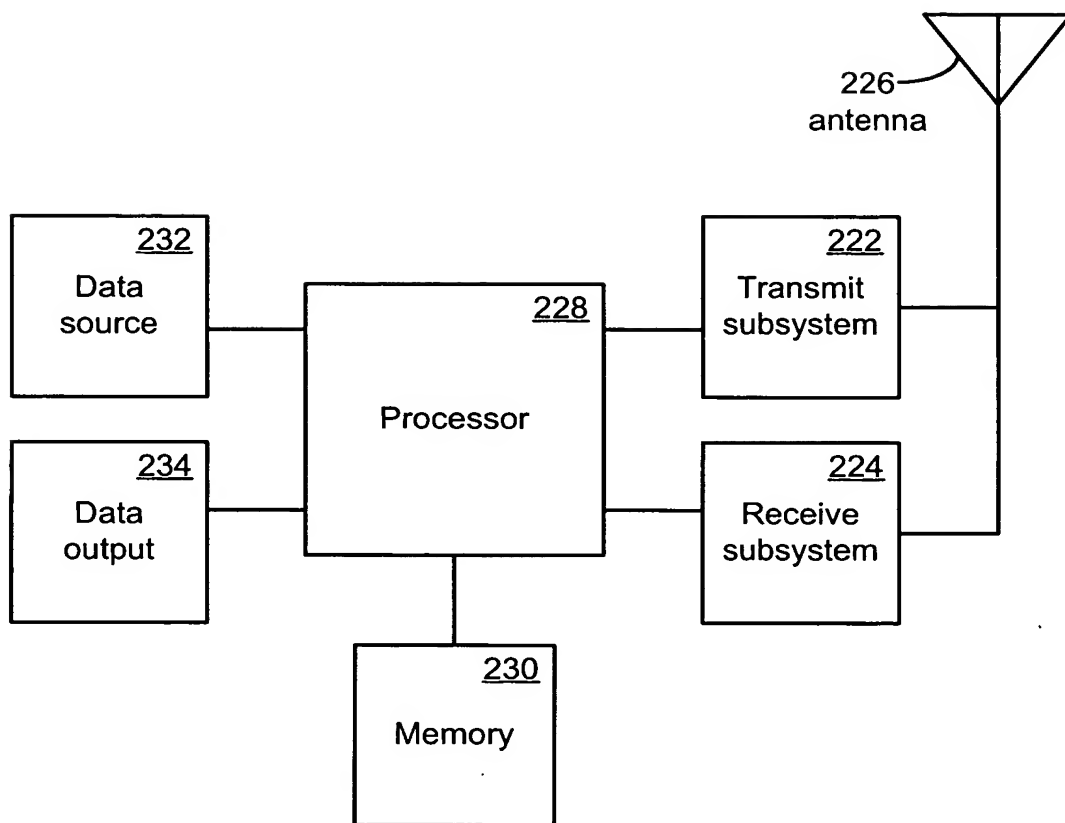 226
antenna
232
Data
source
228
Processor
222
Transmit
subsystem
234
Data
output
224
Receive
subsystem
230
Memory